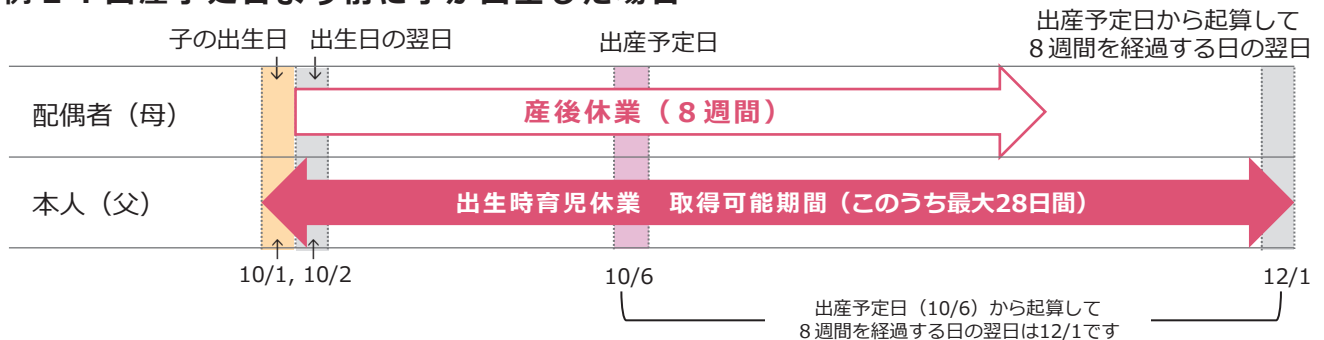 子の出生日 出生日の翌日 出産予定日
出産予定日から起算して
8週間を経過する日の翌日
配偶者（母）
産後休業（８週間）
本人（父）
出生時育児休業　取得可能期間（このうち最大28日間）
10/1, 10/2 10/6 12/1
出産予定日（10/6）から起算して
８週間を経過する日の翌日は12/1です